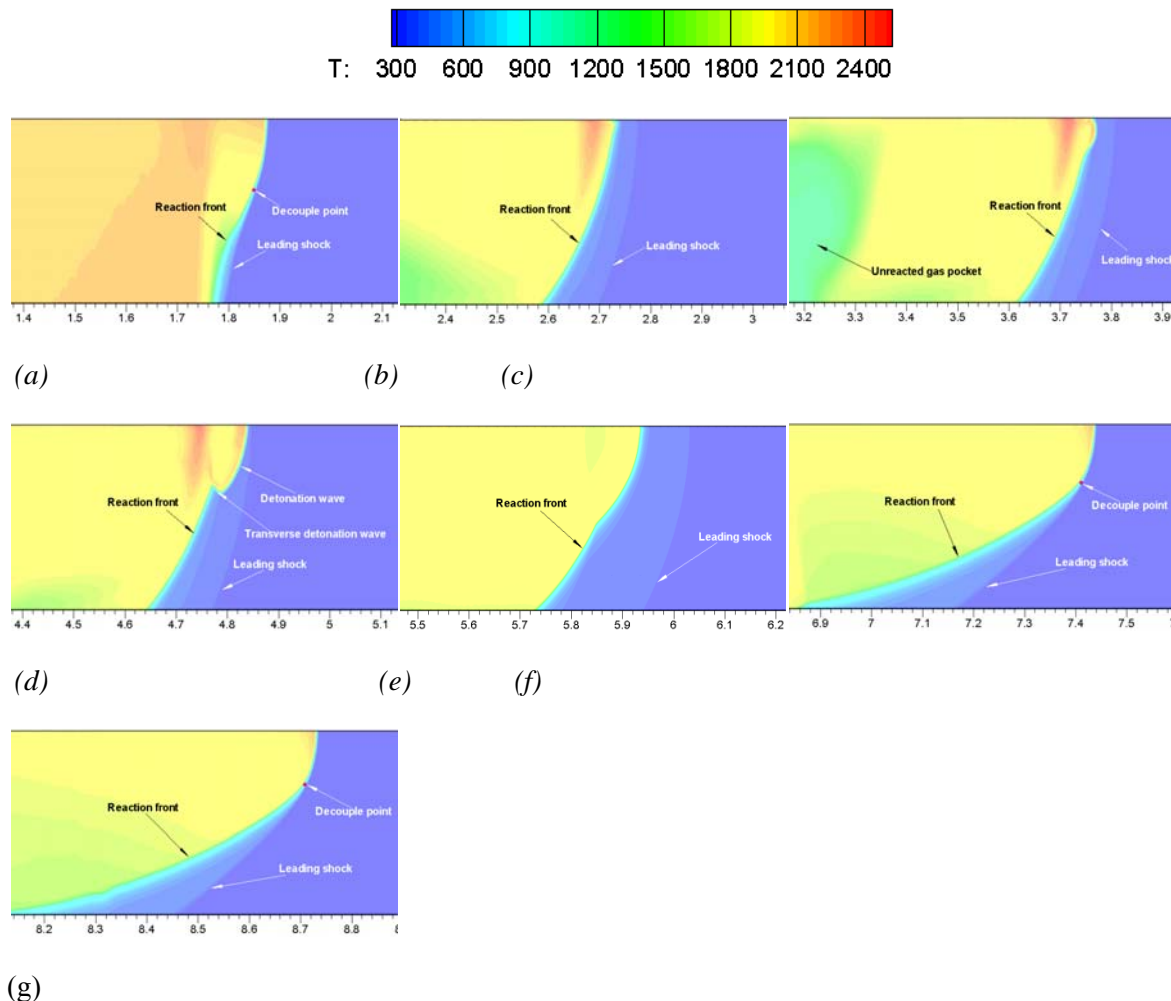 T: 300 600 900 1200 1500 1800 2100 2400
Reaction front
Decouple point
Leading shock
1.4 1.5 1.6 1.7 1.8 1.9 2 2.1
Reaction front
Leading shock
2.4 2.5 2.6 2.7 2.8 2.9 3
Reaction front
Unreacted gas pocket
Leading shock
3.2 3.3 3.4 3.5 3.6 3.7 3.8 3.9
(a) (b) (c)
Reaction front
Detonation wave
Transverse detonation wave
Leading shock
4.4 4.5 4.6 4.7 4.8 4.9 5 5.1
Reaction front
Leading shock
5.5 5.6 5.7 5.8 5.9 6 6.1 6.2
Reaction front
Decouple point
Leading shock
6.9 7 7.1 7.2 7.3 7.4 7.5
(d) (e) (f)
Reaction front
Decouple point
Leading shock
8.2 8.3 8.4 8.5 8.6 8.7 8.8
(g)